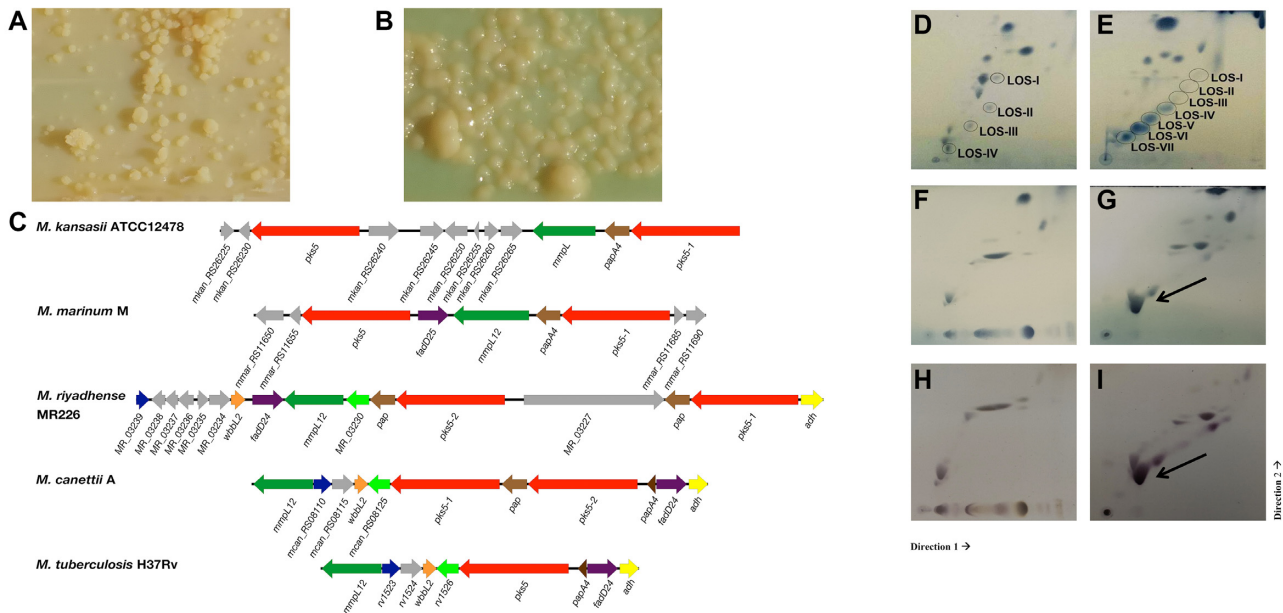 A
B
C
M. kansasii ATCC12478
mkan_RS26225
mkan_RS26230
pks5
mkan_RS26240
mkan_RS26245
mkan_RS26250
mkan_RS26255
mkan_RS26260
mkan_RS26265
mmpL
papA4
pks5-1
M. marinum M
mmar_RS11650
mmar_RS11655
pks5
fadD25
mmpL12
papA4
pks5-1
mmar_RS11685
mmar_RS11690
M. riyadhense
MR226
MR_03239
MR_03238
MR_03237
MR_03236
MR_03235
MR_03234
wbbL2
fadD24
mmpL12
MR_03230
pap
pks5-2
MR_03227
pap
pks5-1
adh
M. canettii A
mmpL12
mcan_RS08110
mcan_RS08115
wbbL2
mcan_RS08125
pks5-1
pap
pks5-2
papA4
fadD24
adh
M. tuberculosis H37Rv
mmpL12
rv1523
rv1524
wbbL2
rv1526
pks5
papA4
fadD24
adh
D
LOS-I
LOS-II
LOS-III
LOS-IV
E
LOS-I
LOS-II
LOS-III
LOS-IV
LOS-V
LOS-VI
LOS-VII
F
G
H
I
Direction 1 →
Direction 2 →